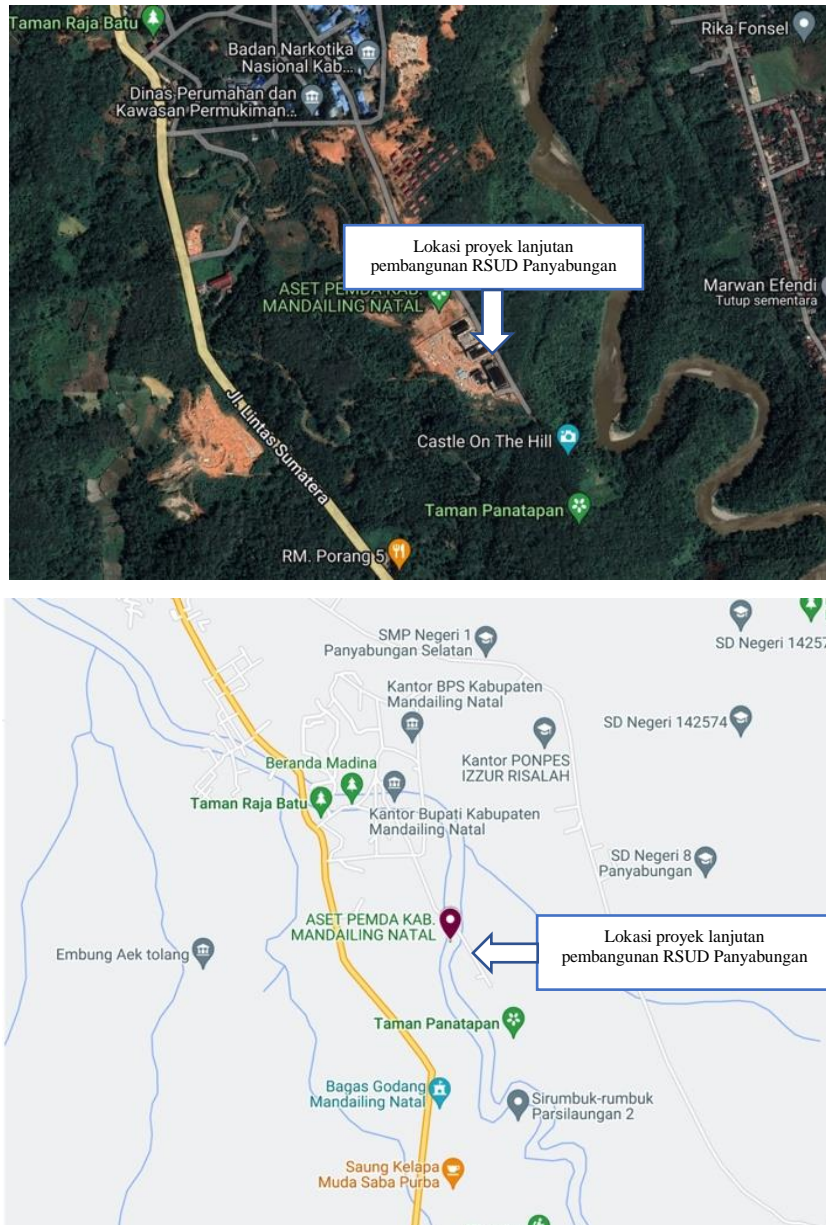 Taman Raja Batu
Rika Fonsel
Badan Narkotika
Nasional Kab...
Dinas Perumahan dan
Kawasan Permukiman...
Lokasi proyek lanjutan
pembangunan RSUD Panyabungan
ASET PEMDA KAB.
MANDAILING NATAL
Marwan Efendi
Tutup sementara
Jl. Lintas Sumatera
Castle On The Hill
Taman Panatapan
RM. Porang 5
SMP Negeri 1
Panyabungan Selatan
SD Negeri 14257
Kantor BPS Kabupaten
Mandailing Natal
SD Negeri 142574
Kantor PONPES
IZZUR RISALAH
Beranda Madina
Taman Raja Batu
Kantor Bupati Kabupaten
Mandailing Natal
SD Negeri 8
Panyabungan
ASET PEMDA KAB.
MANDAILING NATAL
Lokasi proyek lanjutan
pembangunan RSUD Panyabungan
Embung Aek tolang
Taman Panatapan
Bagas Godang
Mandailing Natal
Sirumbuk-rumbuk
Parsilaungan 2
Saung Kelapa
Muda Saba Purba